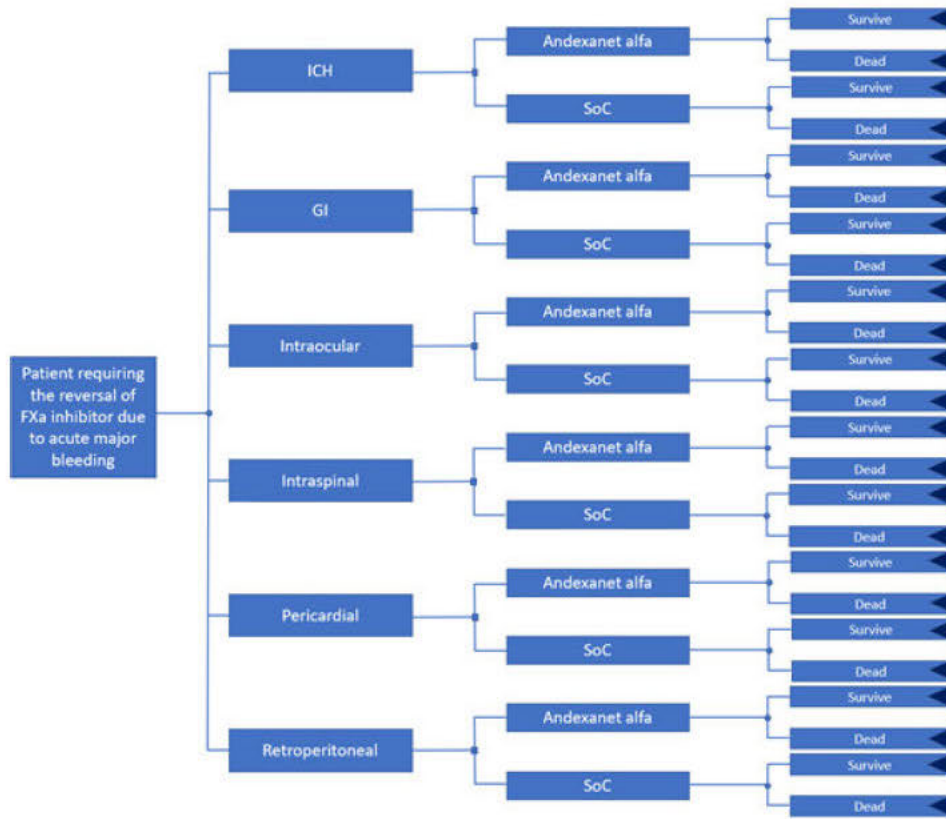 Patient requiring
the reversal of
FXa inhibitor due
to acute major
bleeding
ICH
Andexanet alfa
Survive
Dead
SoC
Survive
Dead
GI
Andexanet alfa
Survive
Dead
SoC
Survive
Dead
Intraocular
Andexanet alfa
Survive
Dead
SoC
Survive
Dead
Intraspinal
Andexanet alfa
Survive
Dead
SoC
Survive
Dead
Pericardial
Andexanet alfa
Survive
Dead
SoC
Survive
Dead
Retroperitoneal
Andexanet alfa
Survive
Dead
SoC
Survive
Dead